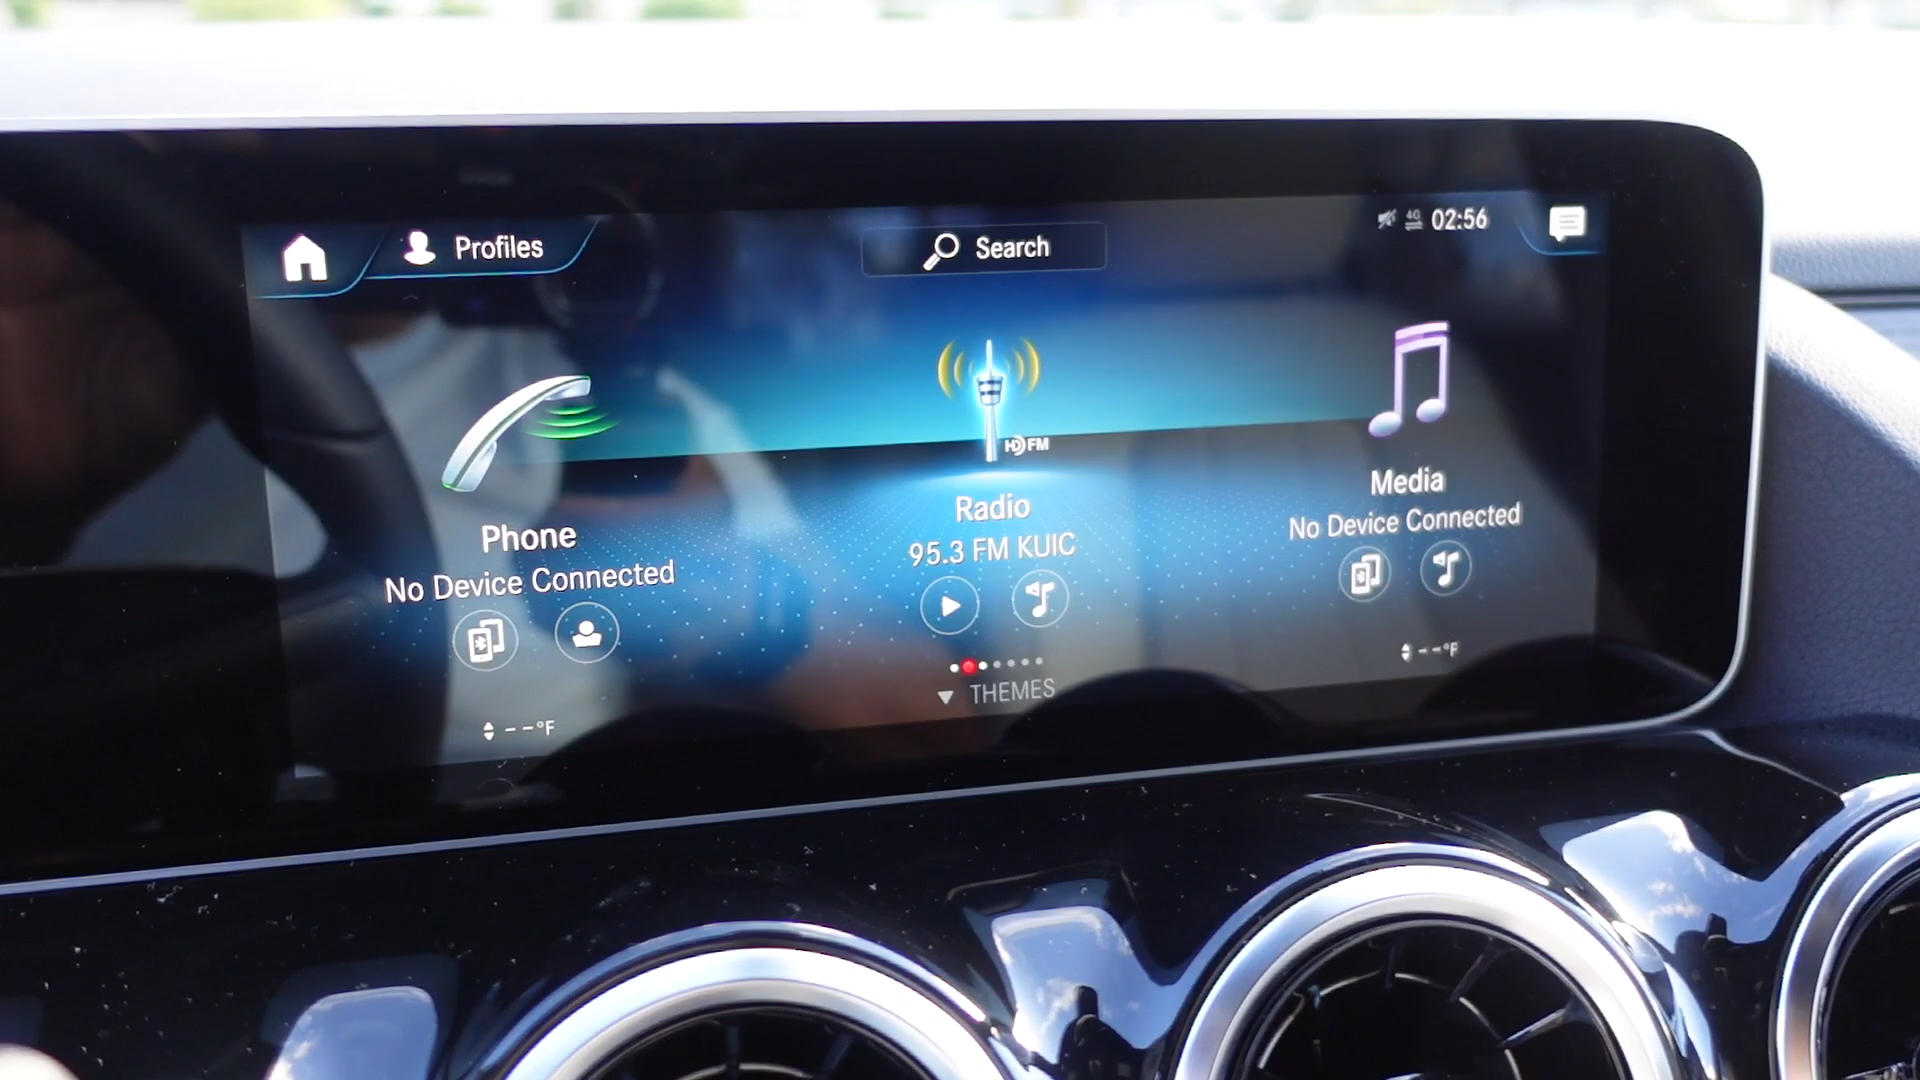 Profiles
Search
4G 02:56
HD FM
Phone
No Device Connected
Radio
95.3 FM KUIC
Media
No Device Connected
THEMES
--°F
--°F